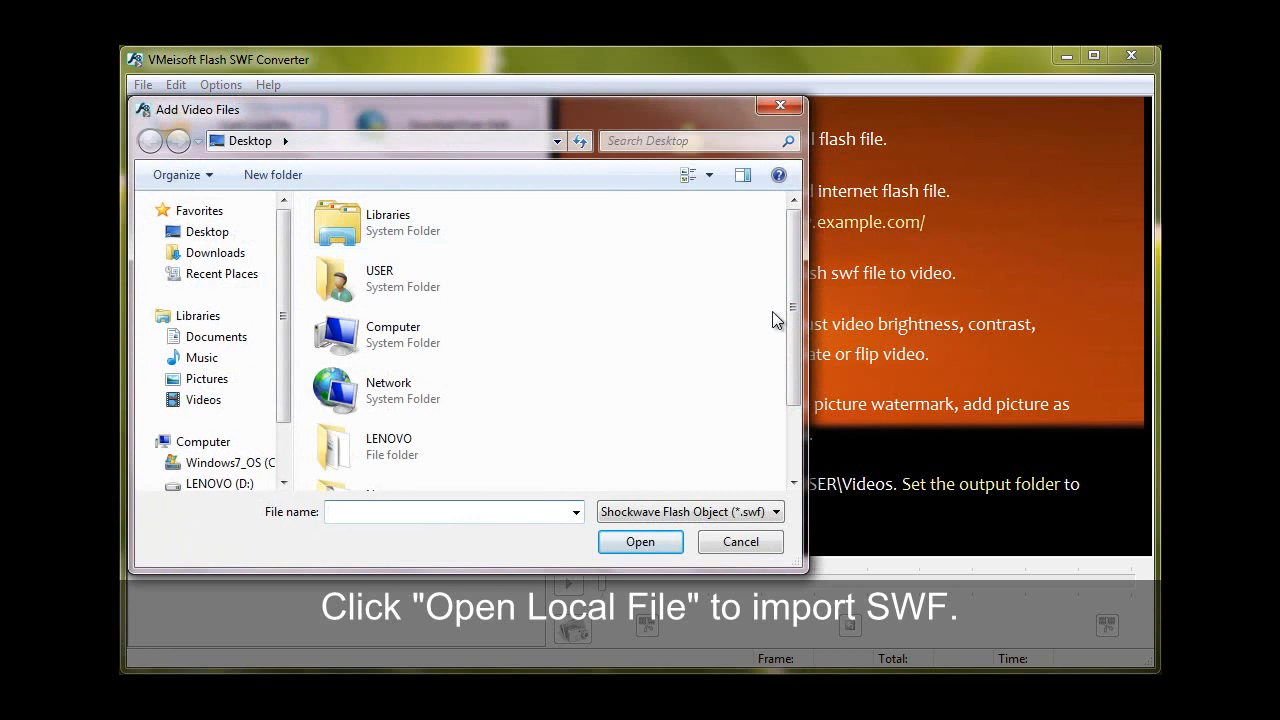 VMeisoft Flash SWF Converter
File Edit Options Help
Add Video Files
Desktop
Search Desktop
Organize New folder
Favorites
Desktop
Downloads
Recent Places
Libraries
Documents
Music
Pictures
Videos
Computer
Windows7_OS (C
LENOVO (D:)
Libraries
System Folder
USER
System Folder
Computer
System Folder
Network
System Folder
LENOVO
File folder
File name:
Shockwave Flash Object (*.swf)
Open Cancel
flash file.
internet flash file.
.example.com/
sh swf file to video.
ust video brightness, contrast,
ate or flip video.
picture watermark, add picture as
SER\Videos. Set the output folder to
Click "Open Local File" to import SWF.
Frame: Total: Time: